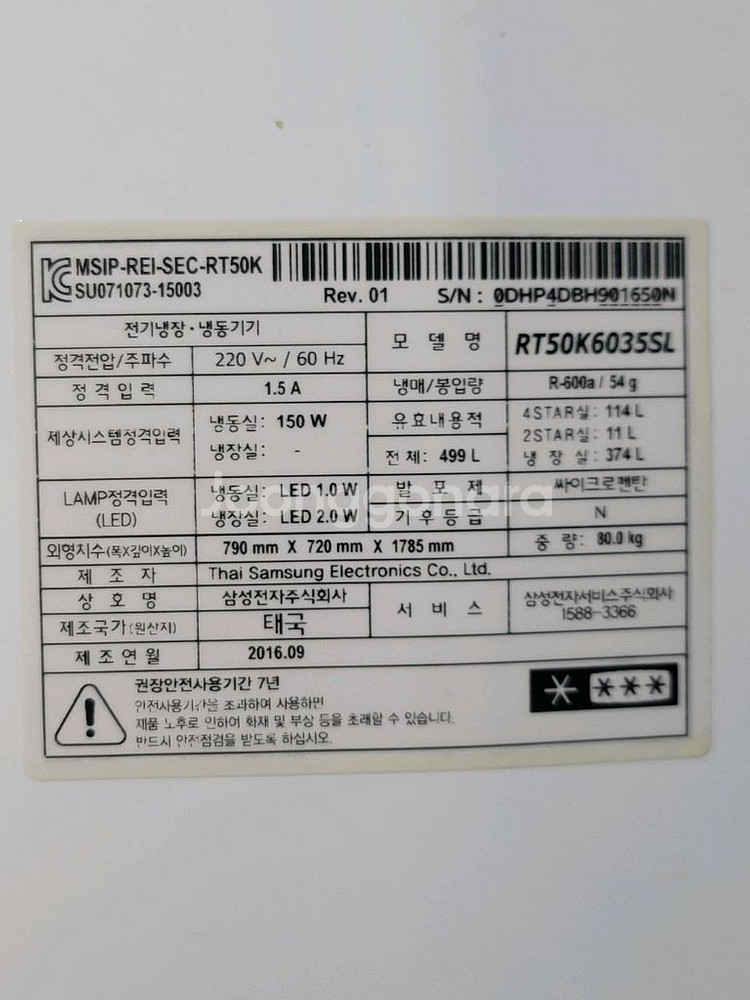 MSIP-REI-SEC-RT50K
SU071073-15003
Rev. 01 S/N : 0DHP4DBH901650N
전기냉장·냉동기기
모 델 명 RT50K6035SL
정격전압/주파수 220 V~ / 60 Hz
정 격 입 력 1.5 A
냉매/봉입량 R-600a / 54 g
제상시스템정격입력 냉동실: 150 W
냉장실: -
유효내용적 4STAR실: 114 L
2STAR실: 11 L
전 체: 499 L 냉 장 실 : 374 L
LAMP정격입력
(LED)
냉동실: LED 1.0 W
냉장실: LED 2.0 W
발 포 제 싸이크로펜탄
기 후 등 급 N
외형치수(폭X깊이X높이) 790 mm X 720 mm X 1785 mm 중 량: 80.0 kg
제 조 자 Thai Samsung Electronics Co., Ltd.
상 호 명 삼성전자주식회사
서 비 스 삼성전자서비스주식회사
1588-3366
제조국가(원산지) 태국
제 조 연 월 2016.09
권장안전사용기간 7년
안전사용기간을 초과하여 사용하면
제품 노후로 인하여 화재 및 부상 등을 초래할 수 있습니다.
반드시 안전점검을 받도록 하십시오.
Joonggonara